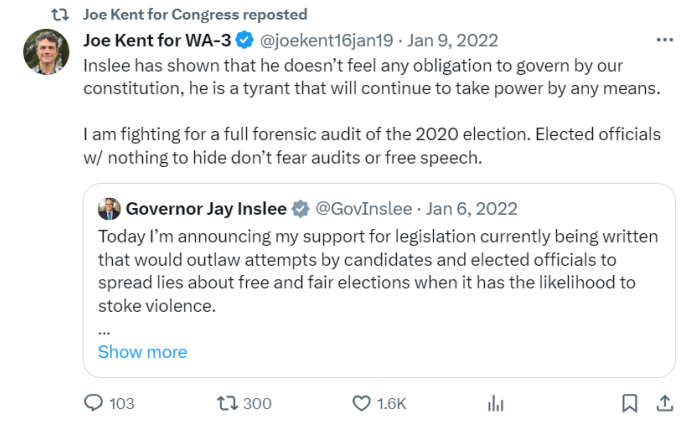 Joe Kent for Congress reposted
Joe Kent for WA-3 @joekent16jan19 · Jan 9, 2022
Inslee has shown that he doesn’t feel any obligation to govern by our
constitution, he is a tyrant that will continue to take power by any means.
I am fighting for a full forensic audit of the 2020 election. Elected officials
w/ nothing to hide don’t fear audits or free speech.
Governor Jay Inslee @GovInslee · Jan 6, 2022
Today I’m announcing my support for legislation currently being written
that would outlaw attempts by candidates and elected officials to
spread lies about free and fair elections when it has the likelihood to
stoke violence.
...
Show more
103 300 1.6K